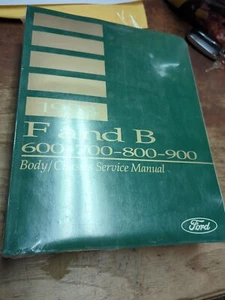 F and B
600-700-800-900
Body/Chassis Service Manual
Ford